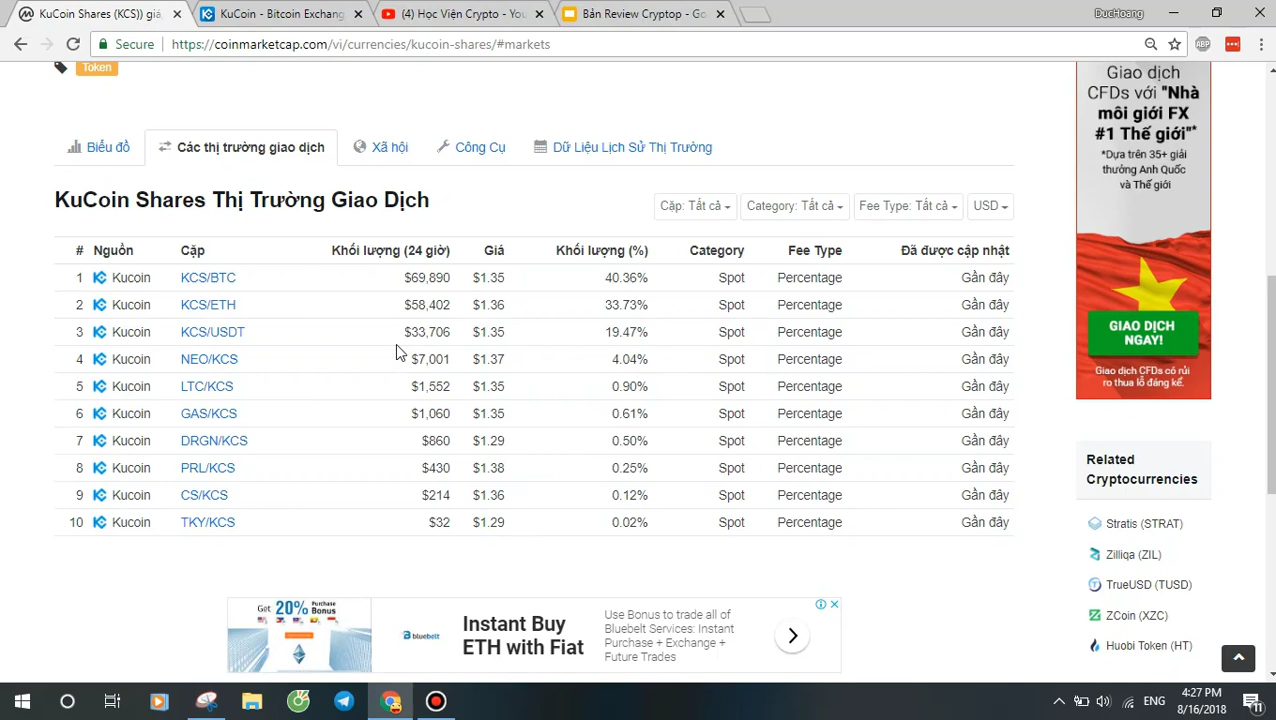 KuCoin Shares (KCS)) giá
KuCoin - Bitcoin Exchang
(4) Học Viện Crypto - You
Bản Review Cryptop - Go
DucHoang
Secure
https://coinmarketcap.com/vi/currencies/kucoin-shares/#markets
ABP
Token
Biểu đồ
Các thị trường giao dịch
Xã hội
Công Cụ
Dữ Liệu Lịch Sử Thị Trường
KuCoin Shares Thị Trường Giao Dịch
Cặp: Tất cả
Category: Tất cả
Fee Type: Tất cả
USD
# Nguồn Cặp Khối lượng (24 giờ) Giá Khối lượng (%) Category Fee Type Đã được cập nhật
1 Kucoin KCS/BTC $69,890 $1.35 40.36% Spot Percentage Gần đây
2 Kucoin KCS/ETH $58,402 $1.36 33.73% Spot Percentage Gần đây
3 Kucoin KCS/USDT $33,706 $1.35 19.47% Spot Percentage Gần đây
4 Kucoin NEO/KCS $7,001 $1.37 4.04% Spot Percentage Gần đây
5 Kucoin LTC/KCS $1,552 $1.35 0.90% Spot Percentage Gần đây
6 Kucoin GAS/KCS $1,060 $1.35 0.61% Spot Percentage Gần đây
7 Kucoin DRGN/KCS $860 $1.29 0.50% Spot Percentage Gần đây
8 Kucoin PRL/KCS $430 $1.38 0.25% Spot Percentage Gần đây
9 Kucoin CS/KCS $214 $1.36 0.12% Spot Percentage Gần đây
10 Kucoin TKY/KCS $32 $1.29 0.02% Spot Percentage Gần đây
Giao dịch
CFDs với "Nhà
môi giới FX
#1 Thế giới"*
*Dựa trên 35+ giải
thưởng Anh Quốc
và Thế giới
GIAO DỊCH
NGAY!
Giao dịch CFDs có rủi
ro thua lỗ đáng kể.
Related
Cryptocurrencies
Stratis (STRAT)
Zilliqa (ZIL)
TrueUSD (TUSD)
ZCoin (XZC)
Huobi Token (HT)
Get 20% Purchase
Bonus
bluebelt
Instant Buy
ETH with Fiat
Use Bonus to trade all of
Bluebelt Services: Instant
Purchase + Exchange +
Future Trades
ENG
4:27 PM
8/16/2018
11